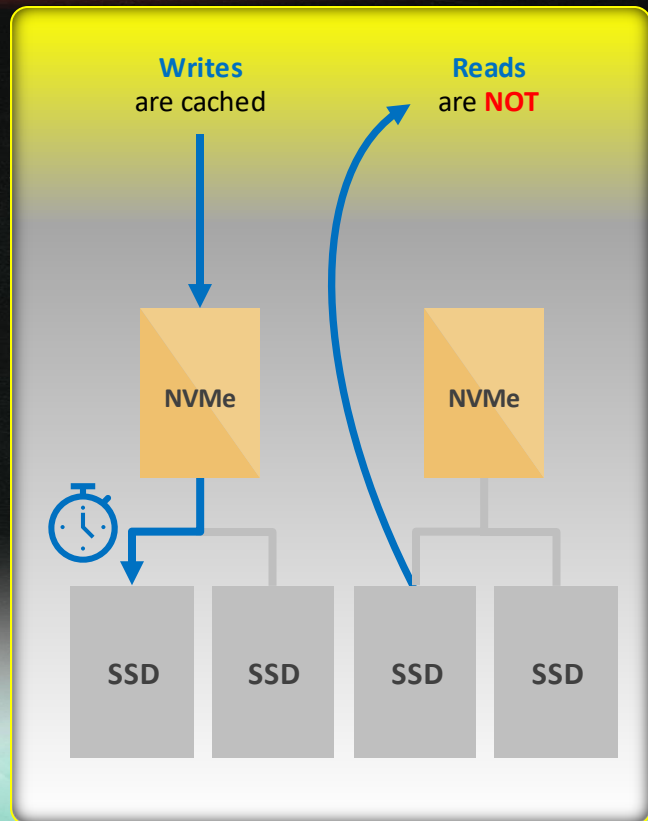 Writes
are cached
Reads
are NOT
NVMe
NVMe
SSD
SSD
SSD
SSD